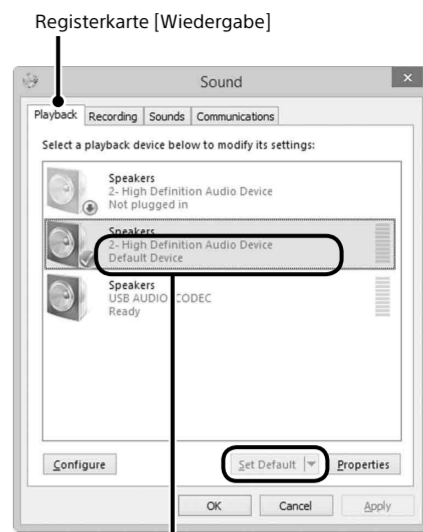 Registerkarte [Wiedergabe]
Sound
Playback Recording Sounds Communications
Select a playback device below to modify its settings:
Speakers
2- High Definition Audio Device
Not plugged in
Speakers
2- High Definition Audio Device
Default Device
Speakers
USB AUDIO CODEC
Ready
Configure Set Default Properties
OK Cancel Apply